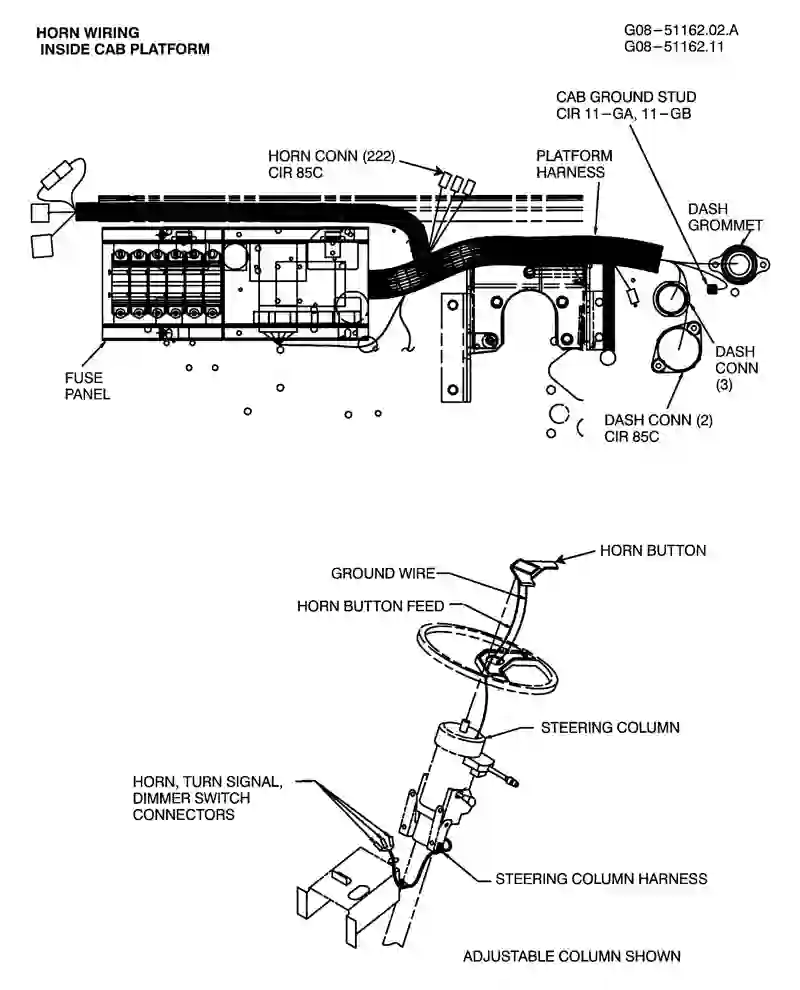 HORN WIRING
INSIDE CAB PLATFORM
G08-51162.02.A
G08-51162.11
CAB GROUND STUD
CIR 11-GA, 11-GB
HORN CONN (222)
CIR 85C
PLATFORM
HARNESS
DASH
GROMMET
FUSE
PANEL
DASH
CONN
(3)
DASH CONN (2)
CIR 85C
HORN BUTTON
GROUND WIRE
HORN BUTTON FEED
STEERING COLUMN
HORN, TURN SIGNAL,
DIMMER SWITCH
CONNECTORS
STEERING COLUMN HARNESS
ADJUSTABLE COLUMN SHOWN